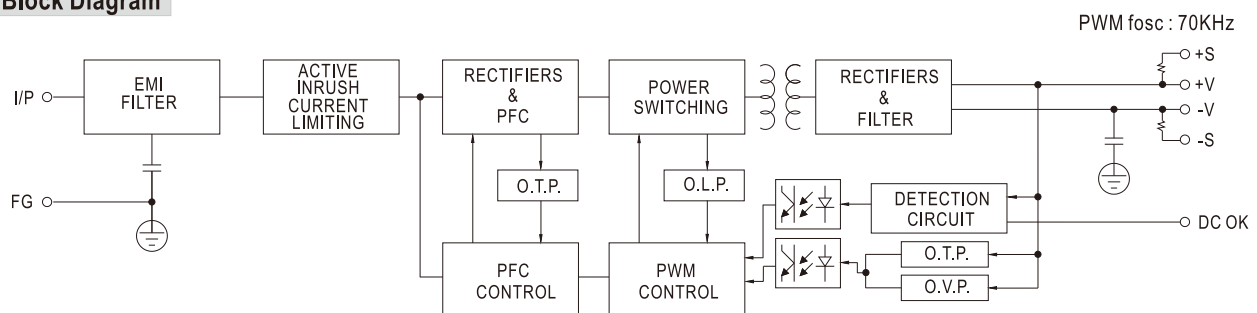 Block Diagram
PWM fosc : 70KHz
I/P
EMI
FILTER
ACTIVE
INRUSH
CURRENT
LIMITING
RECTIFIERS
&
PFC
POWER
SWITCHING
RECTIFIERS
&
FILTER
+S
+V
-V
-S
FG
O.T.P.
O.L.P.
DETECTION
CIRCUIT
DC OK
PFC
CONTROL
PWM
CONTROL
O.T.P.
O.V.P.